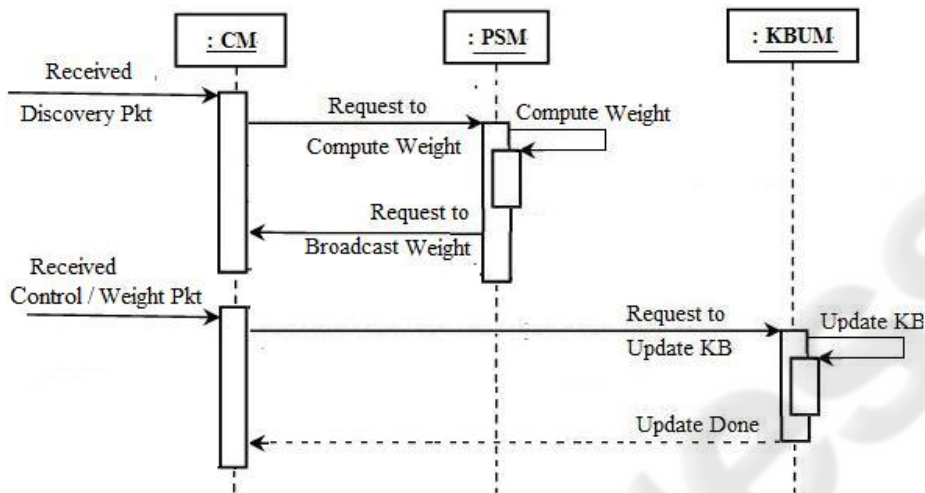 : CM
: PSM
: KBUM
Received
Discovery Pkt
Request to
Compute Weight
Compute Weight
Request to
Broadcast Weight
Received
Control / Weight Pkt
Request to
Update KB
Update KB
Update Done